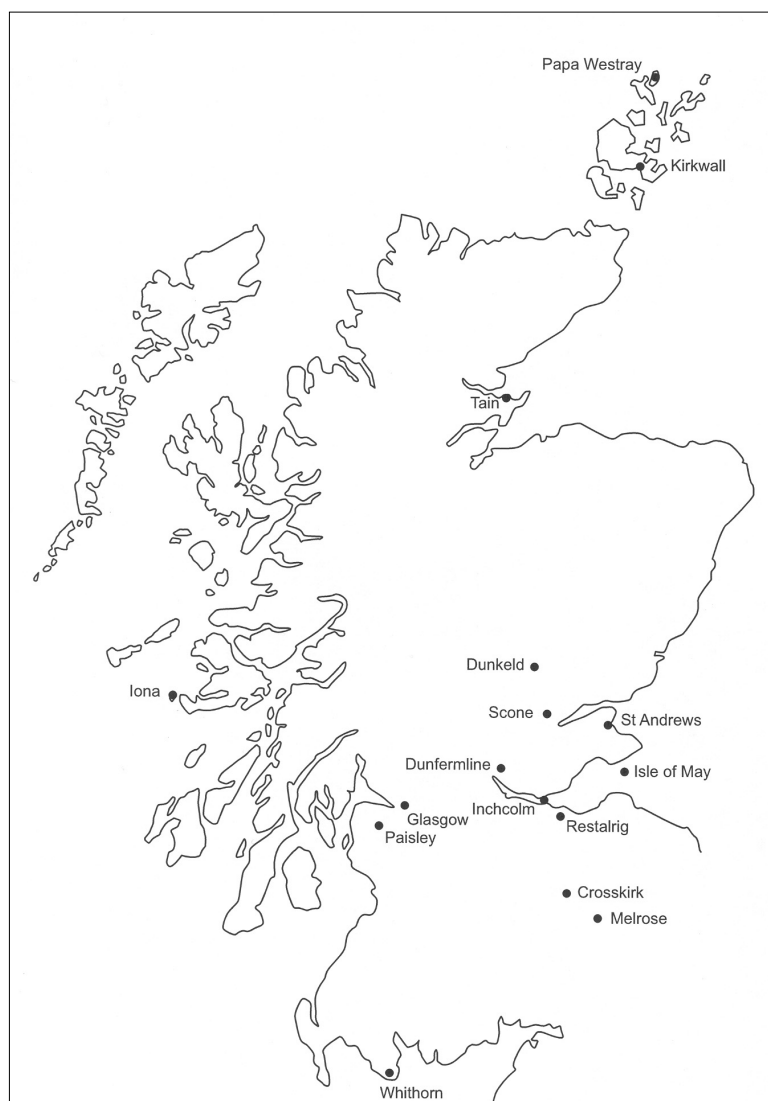 Papa Westray
Kirkwall
Tain
Dunkeld
Iona
Scone
St Andrews
Dunfermline
Isle of May
Inchcolm
Glasgow
Restalrig
Paisley
Crosskirk
Melrose
Whithorn